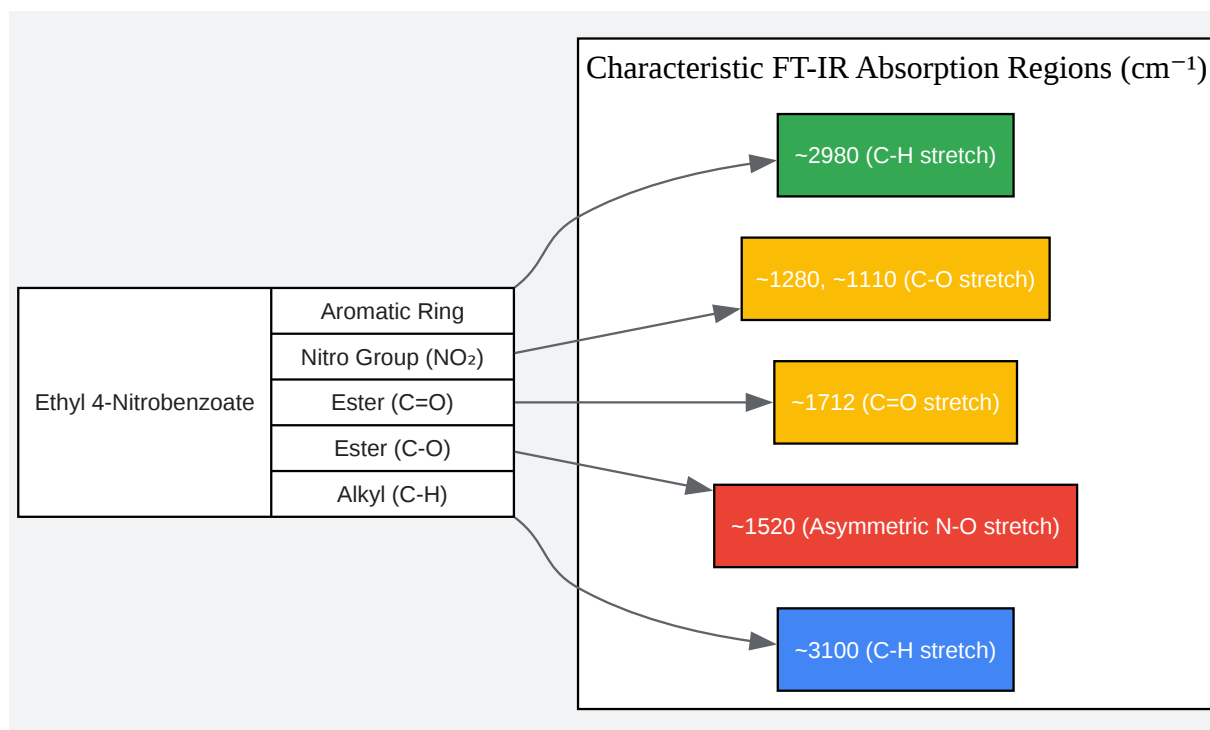 Characteristic FT-IR Absorption Regions (cm⁻¹)
~2980 (C-H stretch)
~1280, ~1110 (C-O stretch)
~1712 (C=O stretch)
~1520 (Asymmetric N-O stretch)
~3100 (C-H stretch)
Ethyl 4-Nitrobenzoate
Aromatic Ring
Nitro Group (NO₂)
Ester (C=O)
Ester (C-O)
Alkyl (C-H)